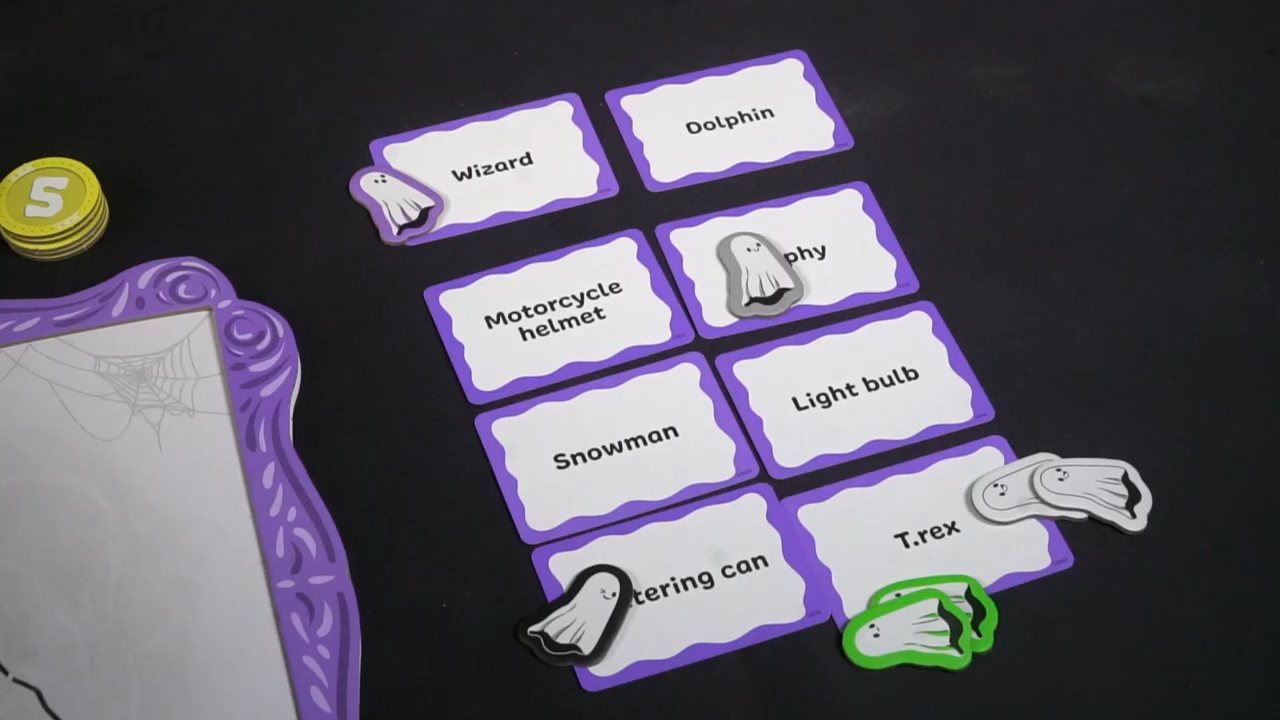 Wizard
Dolphin
5
Motorcycle
helmet
phy
Snowman
Light bulb
tering can
T.rex